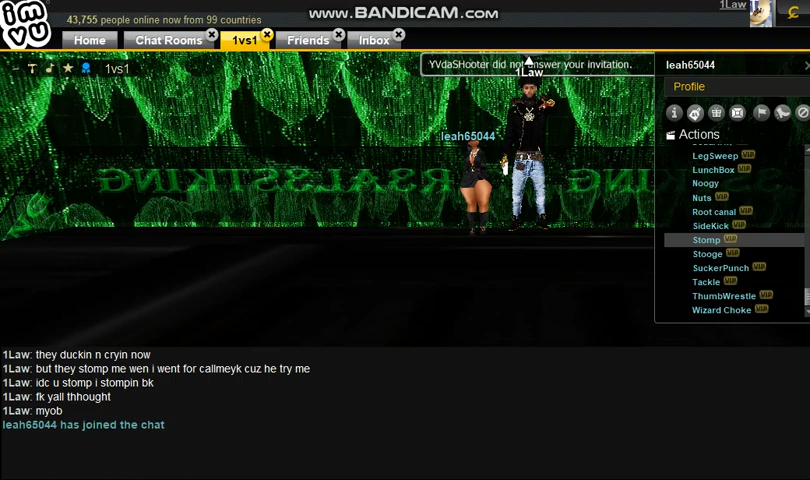 imvu
43,755 people online now from 99 countries
www.BANDICAM.com
1Law
Home
Chat Rooms
1vs1
Friends
Inbox
1vs1
YVdaSHooter did not answer your invitation.
1Law
leah65044
leah65044
Profile
Actions
LegSweep VIP
LunchBox VIP
Noogy
Nuts VIP
Root canal VIP
SideKick VIP
Stomp VIP
Stooge VIP
SuckerPunch VIP
Tackle VIP
ThumbWrestle VIP
Wizard Choke VIP
1Law: they duckin n cryin now
1Law: but they stomp me wen i went for callmeyk cuz he try me
1Law: idc u stomp i stompin bk
1Law: fk yall thhought
1Law: myob
leah65044 has joined the chat